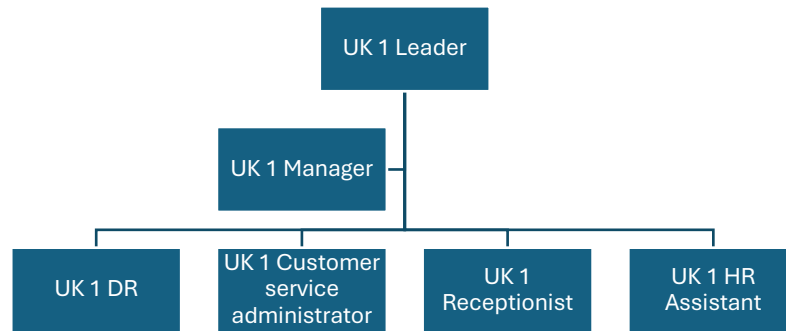 UK 1 Leader
UK 1 Manager
UK 1 DR
UK 1 Customer
service
administrator
UK 1
Receptionist
UK 1 HR
Assistant